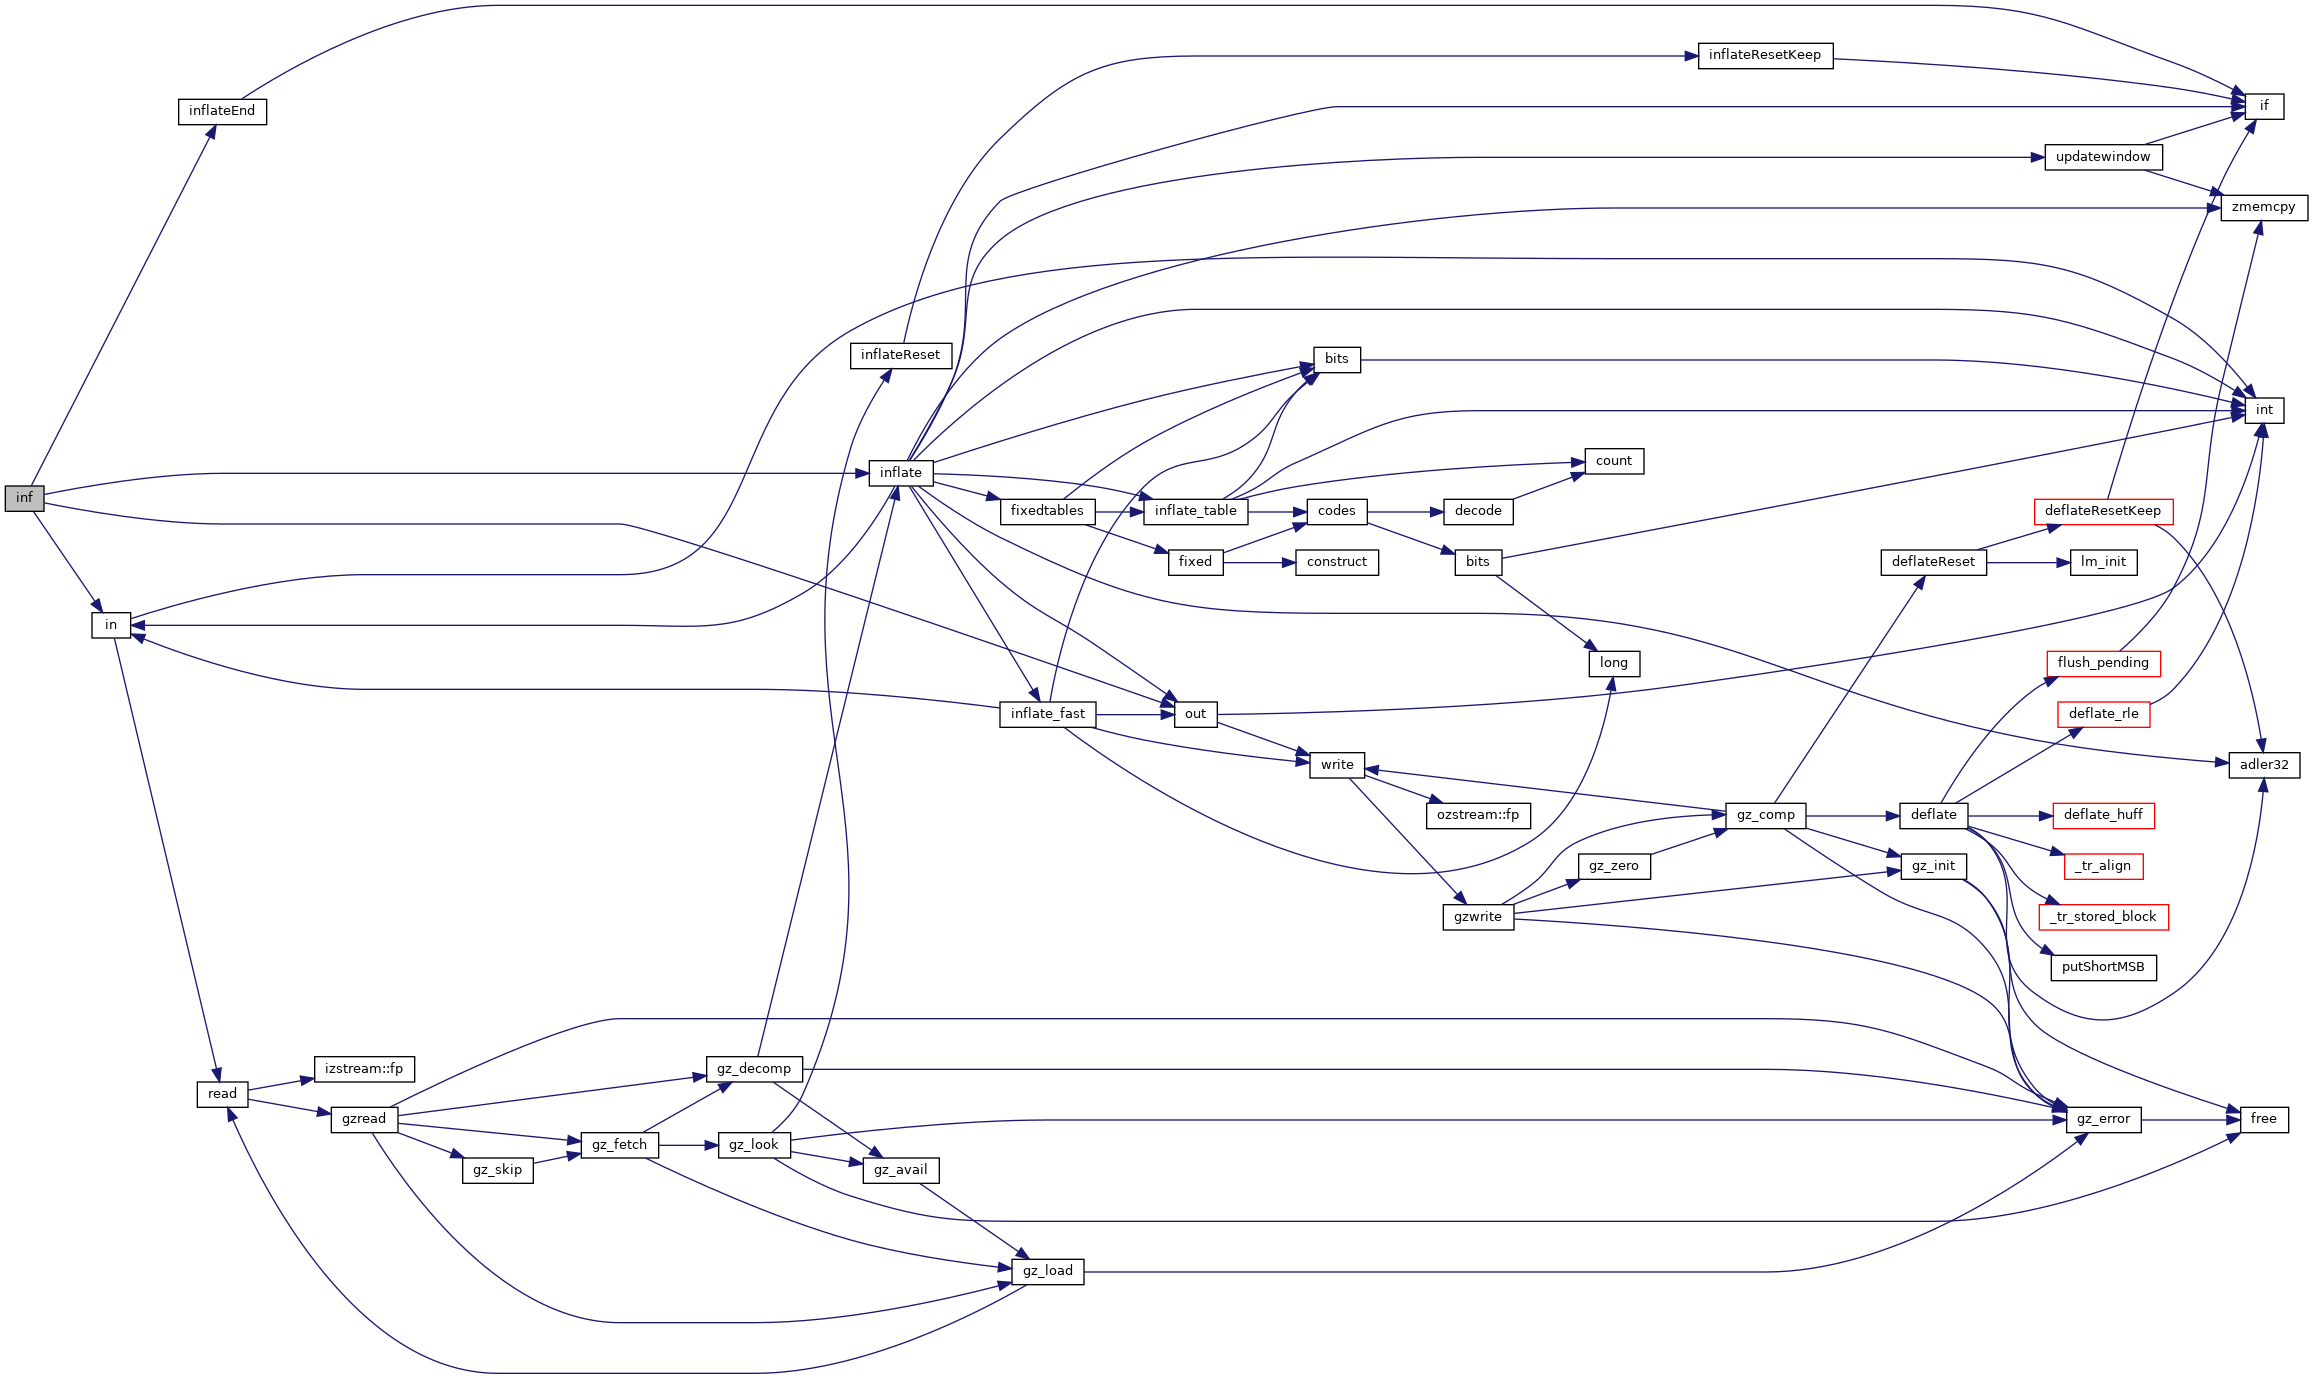 inf
inflateEnd
in
read
izstream::fp
gzread
gz_skip
gz_fetch
gz_decomp
gz_look
gz_avail
inflateReset
inflate
fixedtables
inflate_fast
gz_load
inflate_table
fixed
out
bits
codes
construct
write
decode
bits
ozstream::fp
gzwrite
count
long
gz_zero
inflateResetKeep
gz_comp
deflateReset
deflate
gz_init
updatewindow
deflateResetKeep
lm_init
flush_pending
deflate_rle
deflate_huff
_tr_align
_tr_stored_block
putShortMSB
gz_error
if
zmemcpy
int
adler32
free